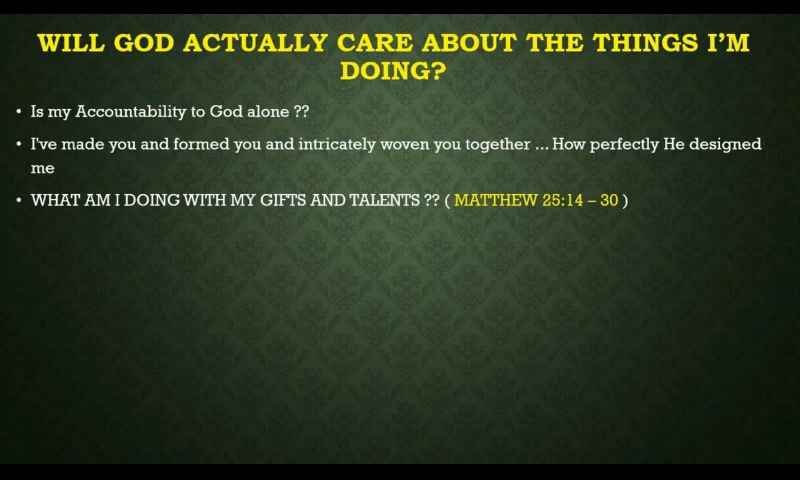 WILL GOD ACTUALLY CARE ABOUT THE THINGS I'M
DOING?
• Is my Accountability to God alone ??
• I've made you and formed you and intricately woven you together ... How perfectly He designed
me
• WHAT AM I DOING WITH MY GIFTS AND TALENTS ?? ( MATTHEW 25:14 – 30 )